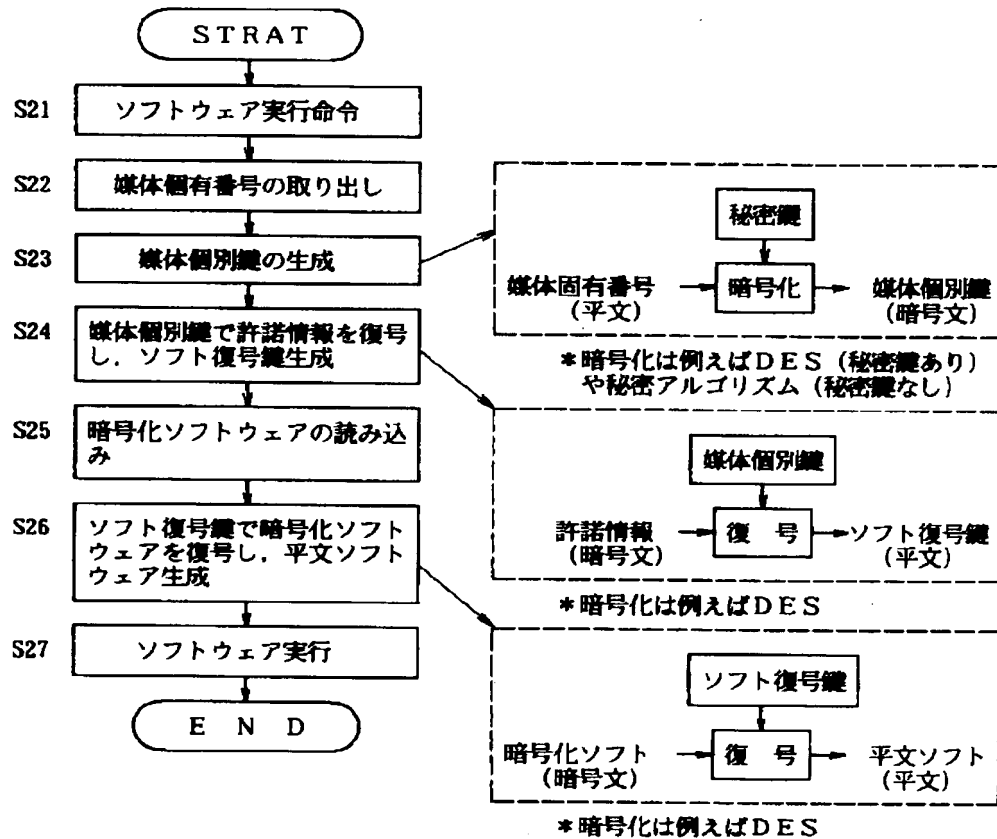 STRAT
S21
ソフトウェア実行命令
S22
媒体個有番号の取り出し
S23
媒体個別鍵の生成
S24
媒体個別鍵で許諾情報を復号
し，ソフト復号鍵生成
S25
暗号化ソフトウェアの読み込
み
S26
ソフト復号鍵で暗号化ソフト
ウェアを復号し，平文ソフト
ウェア生成
S27
ソフトウェア実行
END
秘密鍵
媒体固有番号
(平文)
暗号化
媒体個別鍵
(暗号文)
*暗号化は例えばDES（秘密鍵あり）
や秘密アルゴリズム（秘密鍵なし）
媒体個別鍵
許諾情報
(暗号文)
復 号
ソフト復号鍵
(平文)
*暗号化は例えばDES
ソフト復号鍵
暗号化ソフト
(暗号文)
復 号
平文ソフト
(平文)
*暗号化は例えばDES